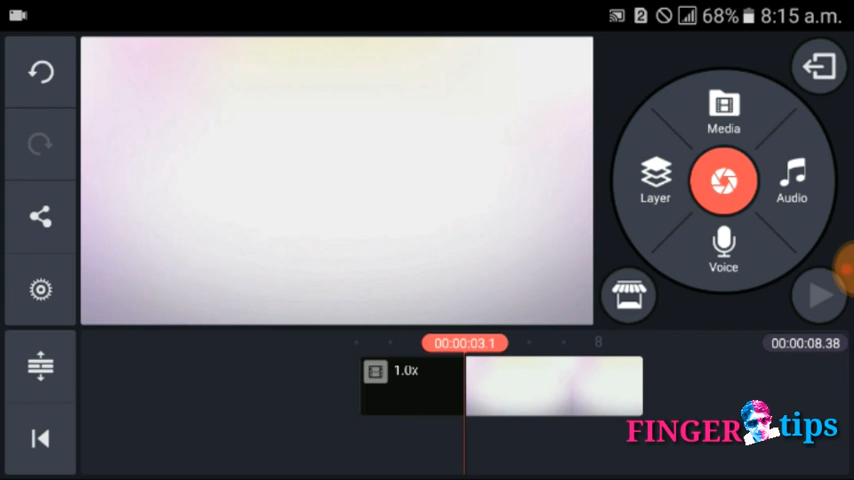 2 68% 8:15 a.m.
Media
Layer
Audio
Voice
00:00:03.1
8
00:00:08.38
1.0x
FINGER tips